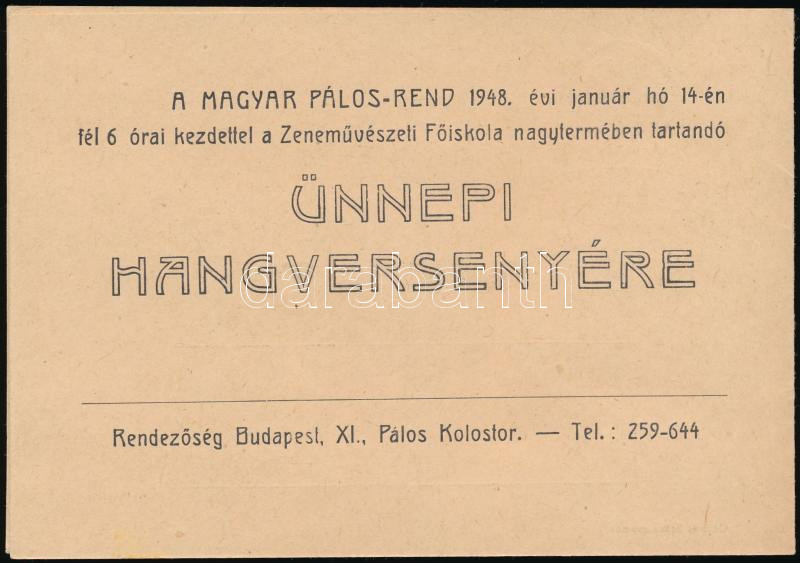 A MAGYAR PÁLOS-REND 1948. évi január hó 14-én
fél 6 órai kezdettel a Zeneművészeti Főiskola nagytermében tartandó
ÜNNEPI
HANGVERSENYÉRE
darabanth
Rendezőség Budapest, XI., Pálos Kolostor. — Tel.: 259-644